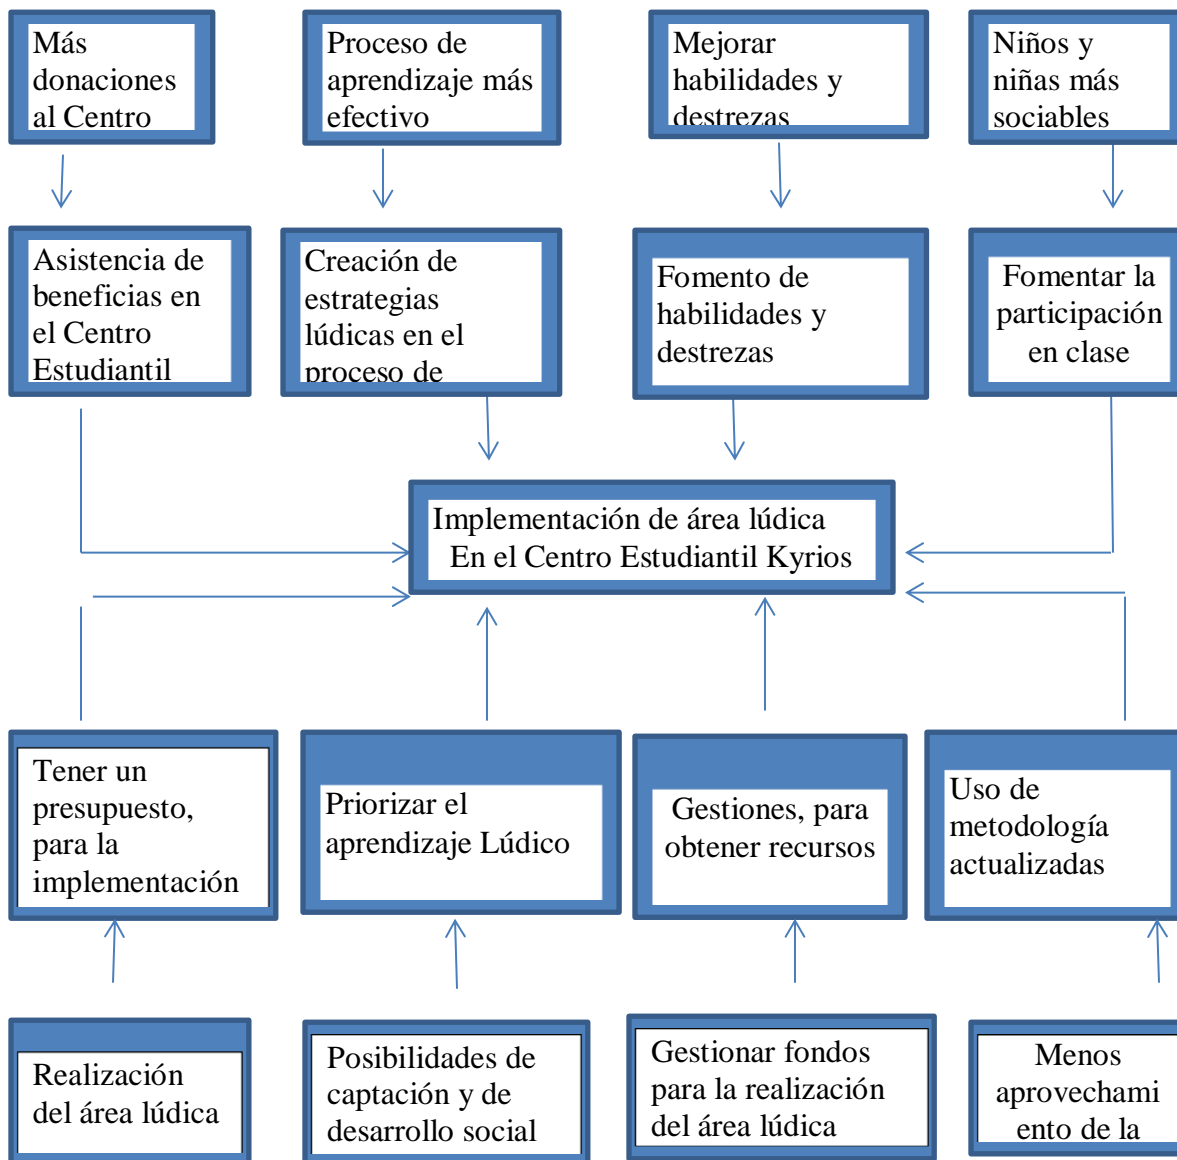 Más
donaciones
al Centro
Proceso de
aprendizaje más
efectivo
Mejorar
habilidades y
destrezas
Niños y
niñas más
sociables
Asistencia de
beneficias en
el Centro
Estudiantil
Creación de
estrategias
lúdicas en el
proceso de
Fomento de
habilidades y
destrezas
Fomentar la
participación
en clase
Implementación de área lúdica
En el Centro Estudiantil Kyrios
Tener un
presupuesto,
para la
implementación
Priorizar el
aprendizaje Lúdico
Gestiones, para
obtener recursos
Uso de
metodología
actualizadas
Realización
del área lúdica
Posibilidades de
captación y de
desarrollo social
Gestionar fondos
para la realización
del área lúdica
Menos
aprovechami
ento de la